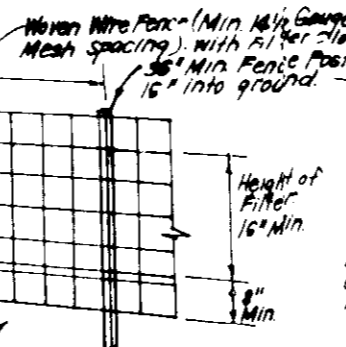 Woven Wire Fence (Min. 14½ Gauge
Mesh spacing) with Filter Clo
36" Min. Fence Post
16" into ground.
Height of
Filter
16" Min.
8"
Min.